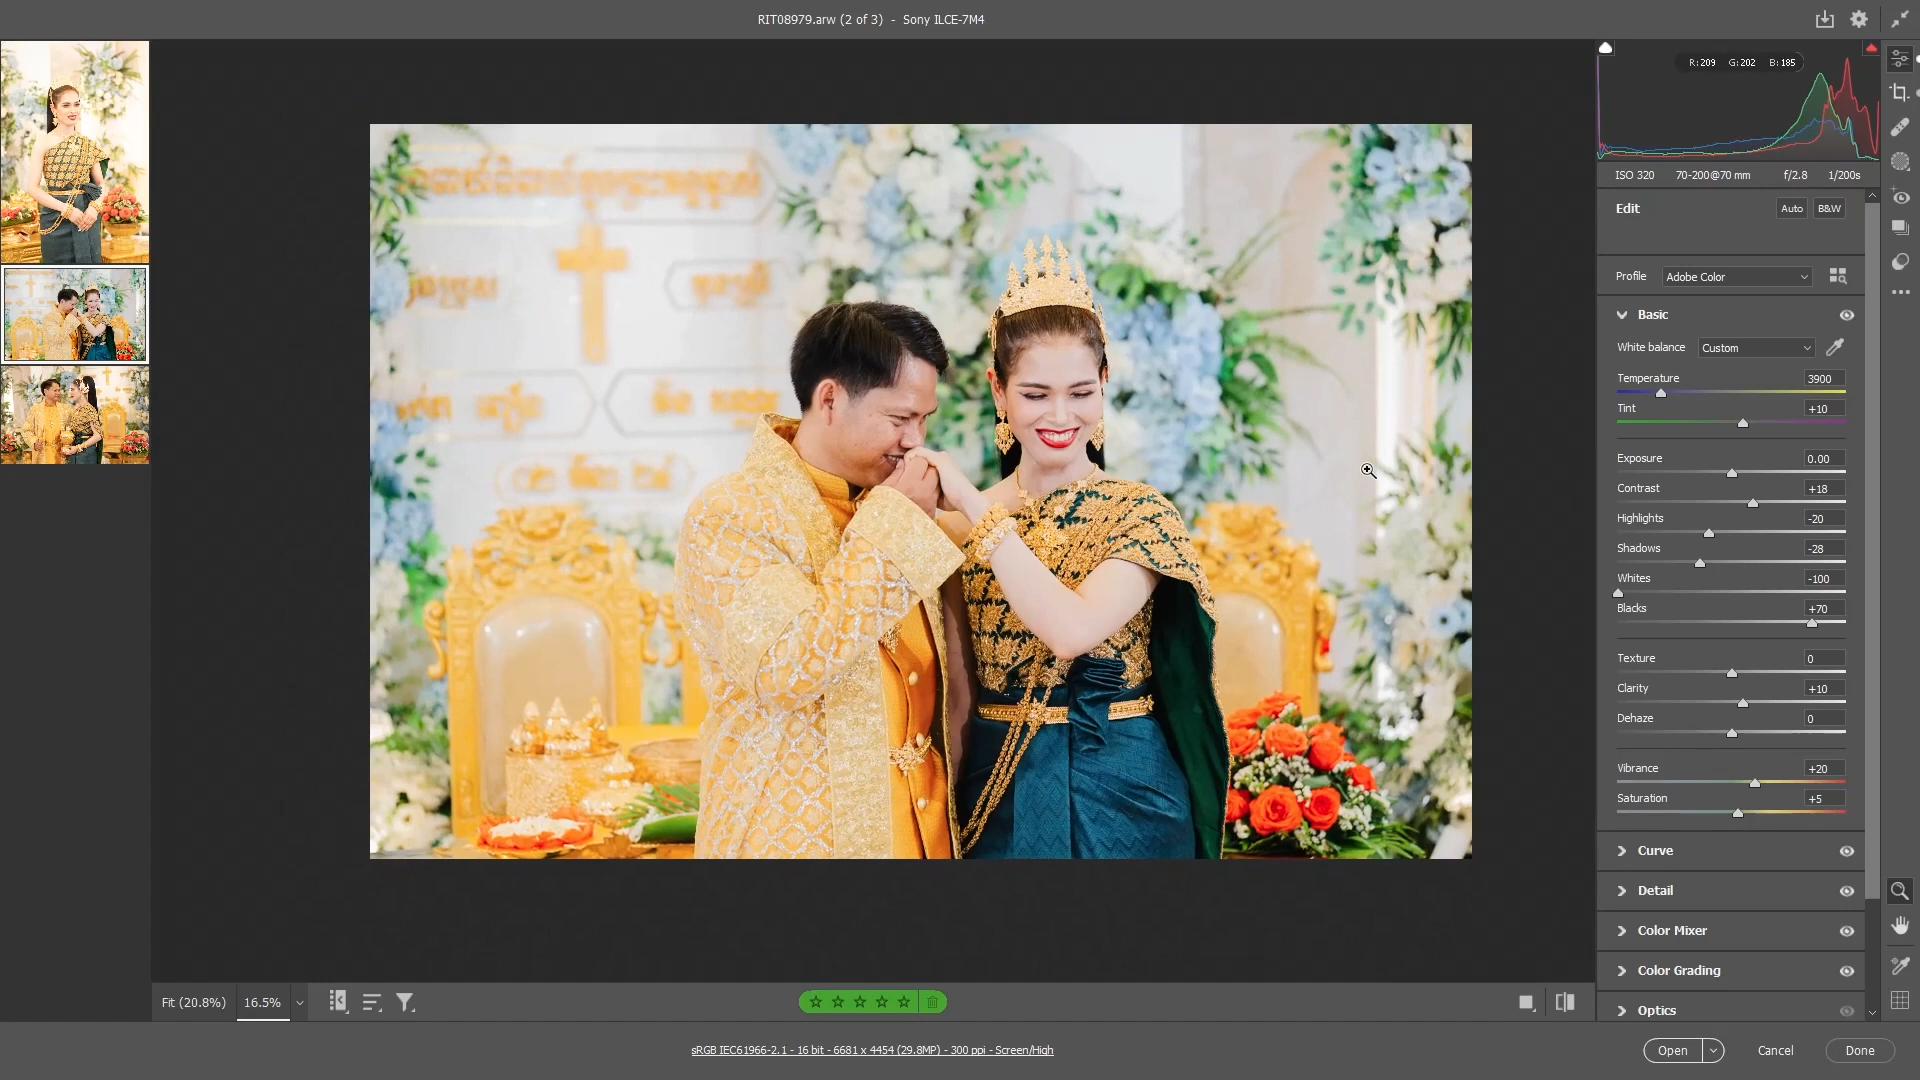 RIT08979.arw (2 of 3) - Sony ILCE-7M4
R: 209 G: 202 B: 185
ISO 320 70-200@70 mm f/2.8 1/200s
Edit Auto B&W
Profile Adobe Color
Basic
White balance Custom
Temperature 3900
Tint +10
Exposure 0.00
Contrast +18
Highlights -20
Shadows -28
Whites -100
Blacks +70
Texture 0
Clarity +10
Dehaze 0
Vibrance +20
Saturation +5
Curve
Detail
Color Mixer
Color Grading
Optics
Fit (20.8%) 16.5%
sRGB IEC61966-2.1 - 16 bit - 6681 x 4454 (29.8MP) - 300 ppi - Screen/High
Open Cancel Done